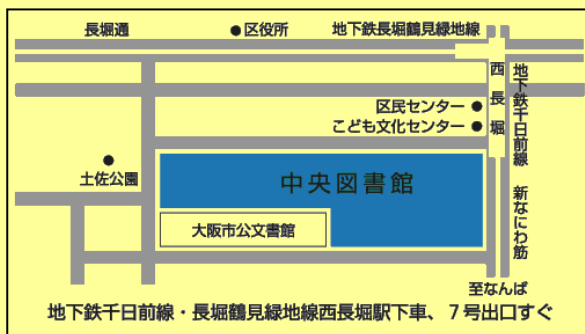 長堀通
区役所
地下鉄長堀鶴見緑地線
西長堀
地下鉄千日前線
新なにわ筋
区民センター
こども文化センター
土佐公園
中央図書館
大阪市公文書館
至なんば
地下鉄千日前線・長堀鶴見緑地線西長堀駅下車、7号出口すぐ